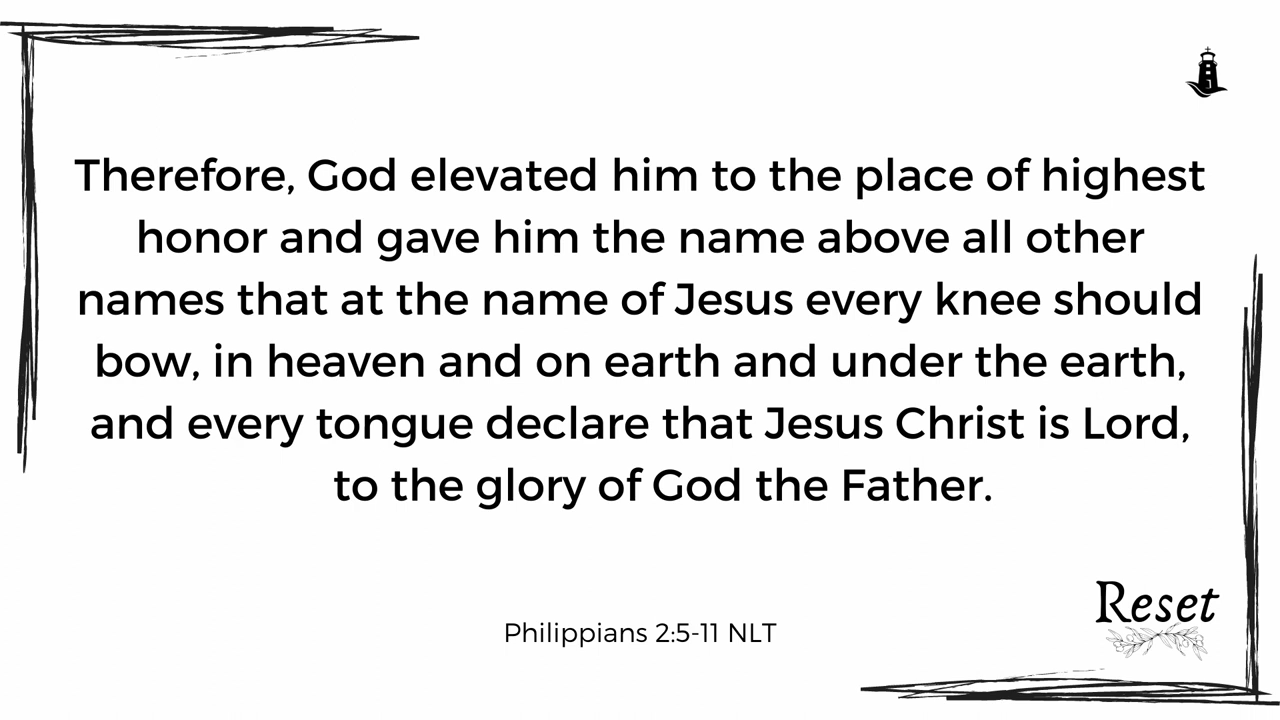 Therefore, God elevated him to the place of highest
honor and gave him the name above all other
names that at the name of Jesus every knee should
bow, in heaven and on earth and under the earth,
and every tongue declare that Jesus Christ is Lord,
to the glory of God the Father.
Philippians 2:5-11 NLT
Reset